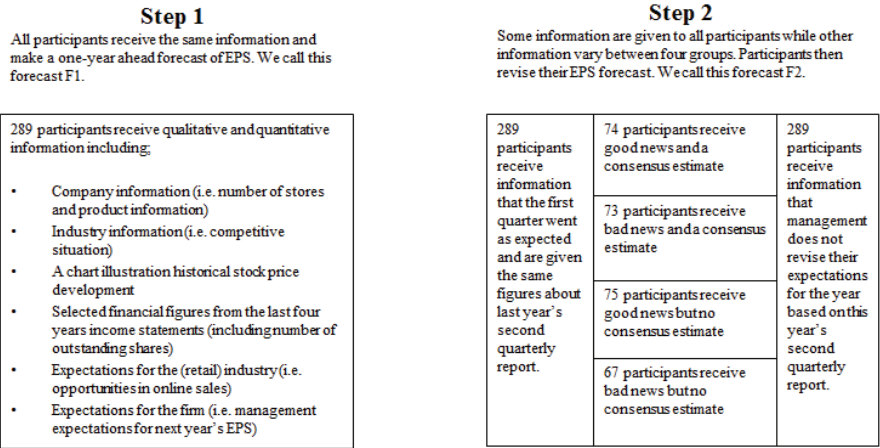 Step 1
All participants receive the same information and
make a one-year ahead forecast of EPS. We call this
forecast F1.
289 participants receive qualitative and quantitative
information including;
• Company information (i.e. number of stores
and product information)
• Industry information (i.e. competitive
situation)
• A chart illustration historical stock price
development
• Selected financial figures from the last four
years income statements (including number of
outstanding shares)
• Expectations for the (retail) industry (i.e.
opportunities in online sales)
• Expectations for the firm (i.e. management
expectations for next year's EPS)
Step 2
Some information are given to all participants while other
information vary between four groups. Participants then
revise their EPS forecast. We call this forecast F2.
289
participants
receive
information
that the first
quarter went
as expected
and are given
the same
figures about
last year's
second
quarterly
report.
74 participants receive
good news and a
consensus estimate
73 participants receive
bad news and a consensus
estimate
75 participants receive
good news but no
consensus estimate
67 participants receive
bad news but no
consensus estimate
289
participants
receive
information
that
management
does not
revise their
expectations
for the year
based on this
year's
second
quarterly
report.